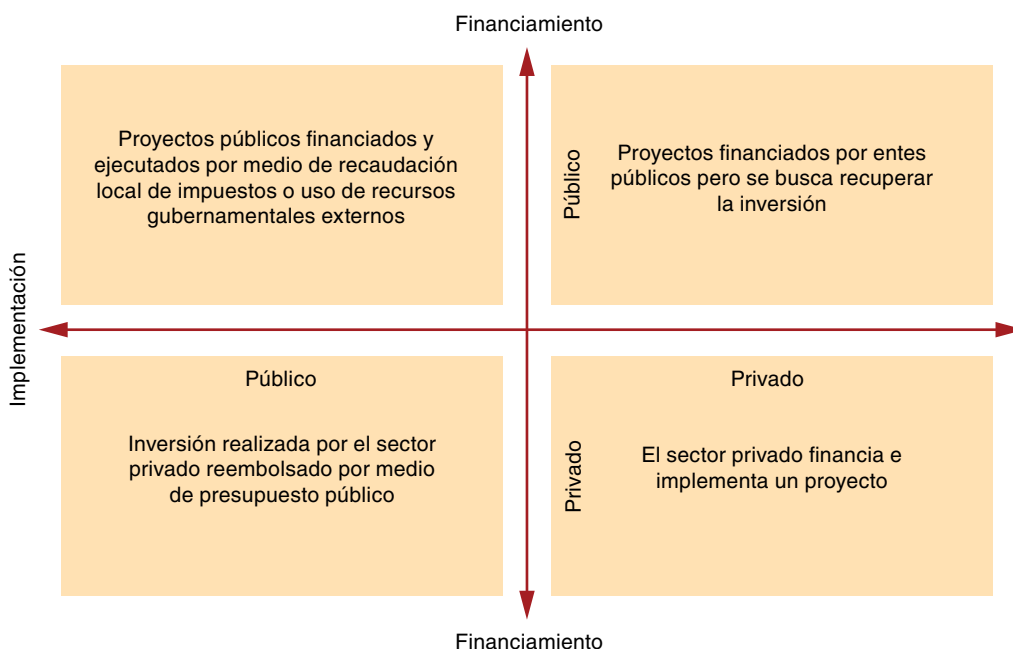 Financiamiento
Proyectos públicos financiados y
ejecutados por medio de recaudación
local de impuestos o uso de recursos
gubernamentales externos
Público
Proyectos financiados por entes
públicos pero se busca recuperar
la inversión
Implementación
Público
Privado
Inversión realizada por el sector
privado reembolsado por medio
de presupuesto público
Privado
El sector privado financia e
implementa un proyecto
Financiamiento